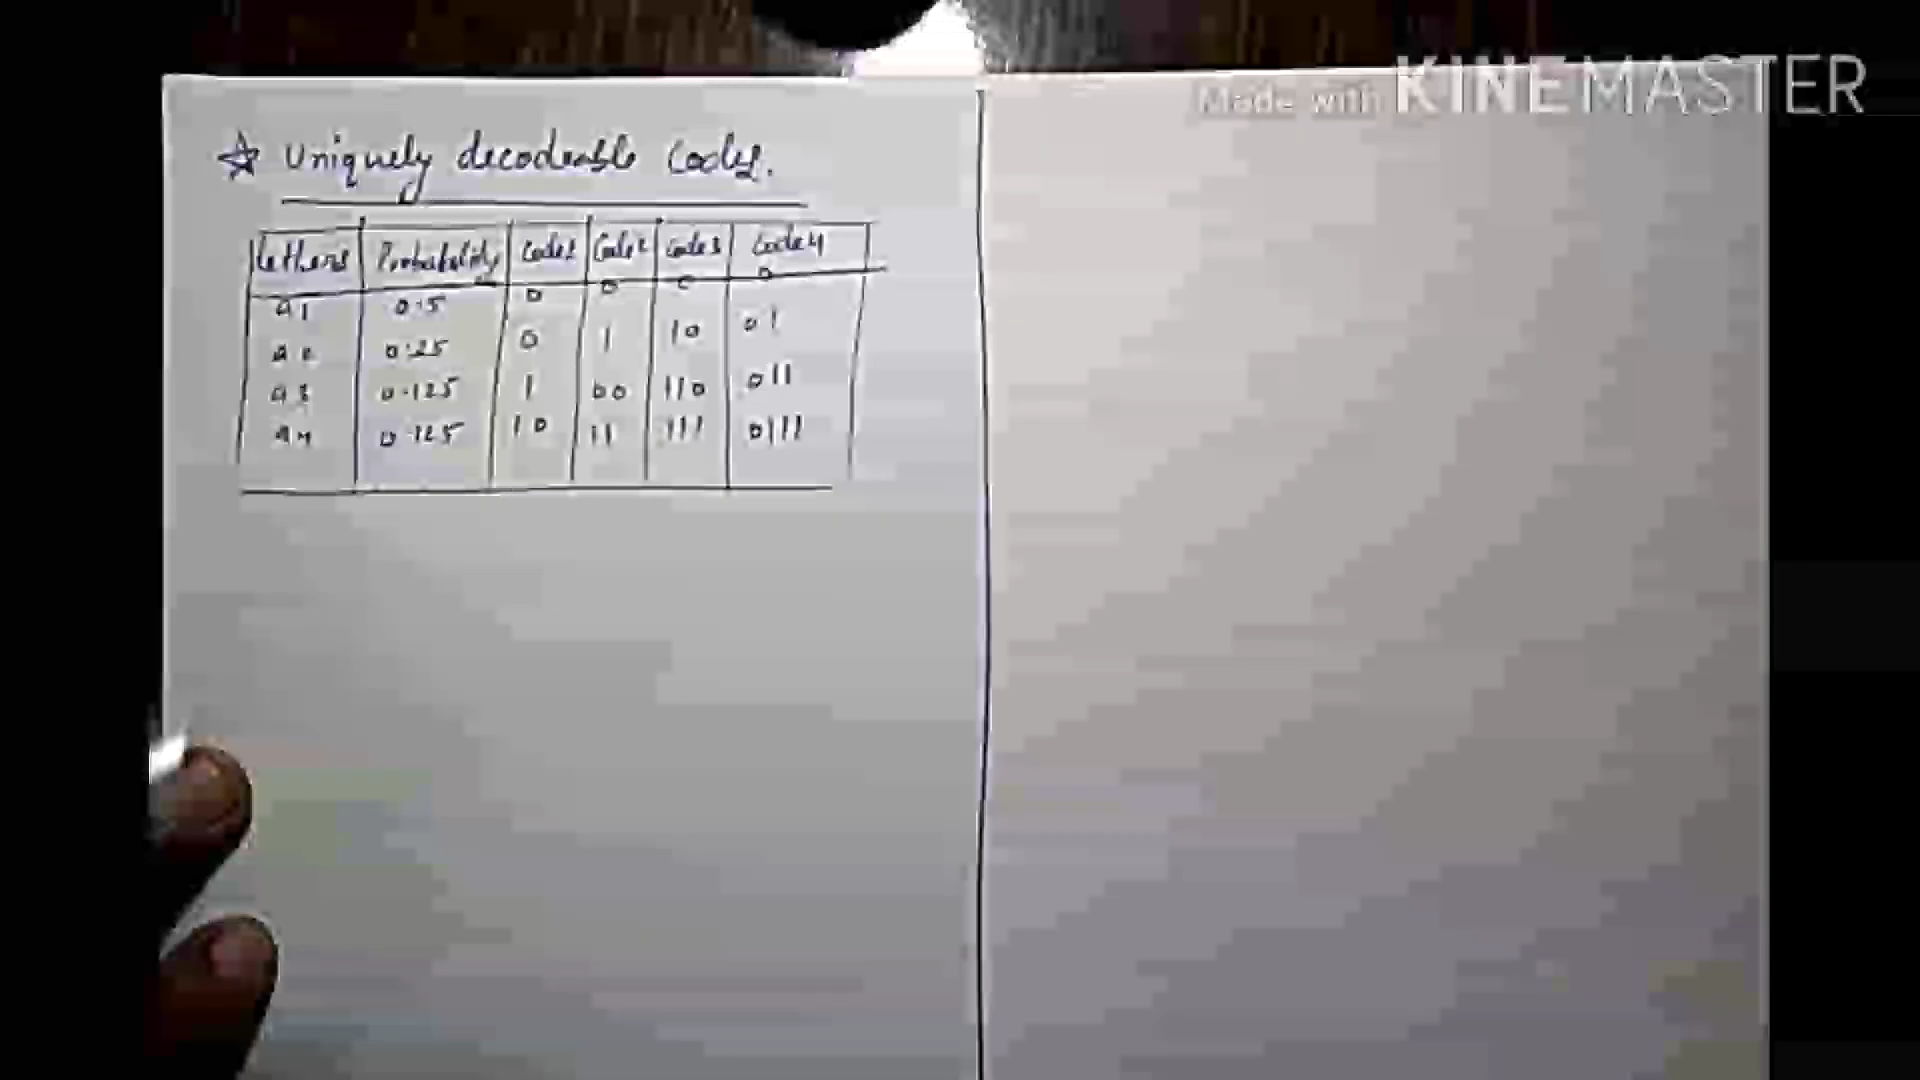 Made with KINEMASTER
☆ Uniquely decodeable Codes.
Letters Probability Code1 Code2 Code3 Code4
a1 0.5 0 0 0 0
a2 0.25 0 1 10 01
a3 0.125 1 00 110 011
a4 0.125 10 11 111 0111